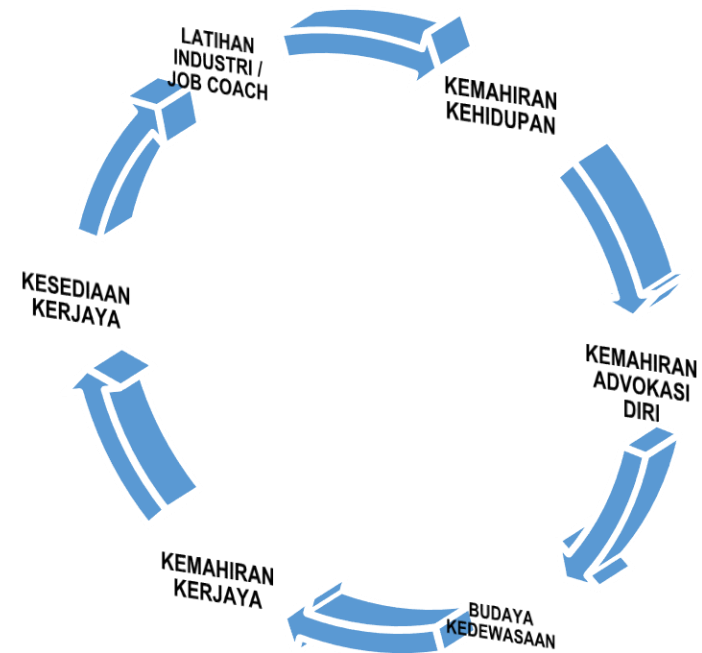 LATIHAN
INDUSTRI /
JOB COACH
KEMAHIRAN
KEHIDUPAN
KEMAHIRAN
ADVOKASI
DIRI
BUDAYA
KEDEWASAAN
KEMAHIRAN
KERJAYA
KESEDIAAN
KERJAYA